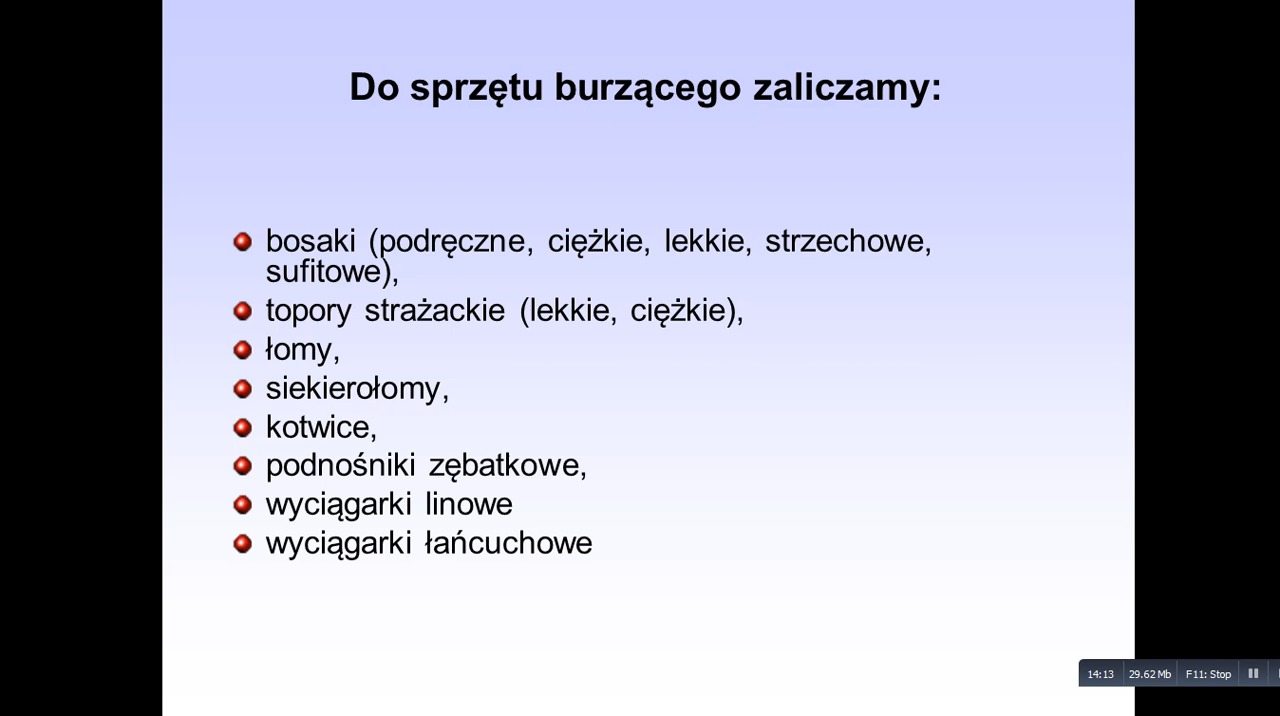 Do sprzętu burzącego zaliczamy:
bosaki (podręczne, ciężkie, lekkie, strzechowe,
sufitowe),
topory strażackie (lekkie, ciężkie),
łomy,
siekierołomy,
kotwice,
podnośniki zębatkowe,
wyciągarki linowe
wyciągarki łańcuchowe
14:13 29.62 Mb F11: Stop